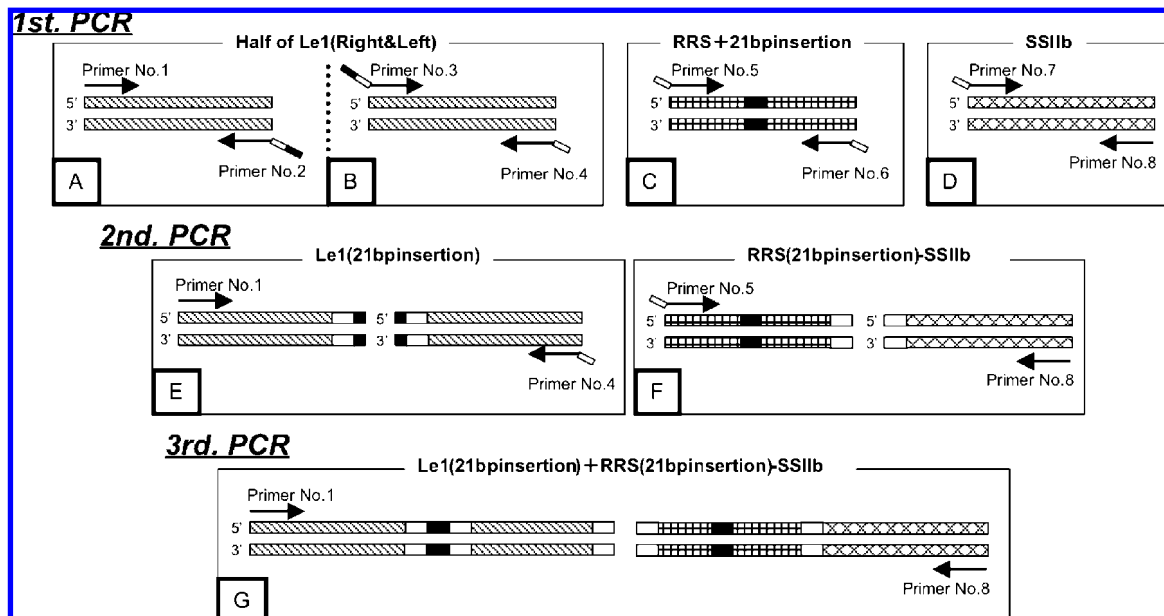 1st. PCR
Half of Le1(Right&Left)
Primer No.1
5'
3'
Primer No.2
A
Primer No.3
5'
3'
Primer No.4
B
RRS+21bpinsertion
Primer No.5
5'
3'
Primer No.6
C
SSIIb
Primer No.7
5'
3'
Primer No.8
D
2nd. PCR
Le1(21bpinsertion)
Primer No.1
5'
5'
3'
3'
Primer No.4
E
RRS(21bpinsertion)-SSIIb
Primer No.5
5'
5'
3'
3'
Primer No.8
F
3rd. PCR
Le1(21bpinsertion)+RRS(21bpinsertion)-SSIIb
Primer No.1
5'
3'
Primer No.8
G